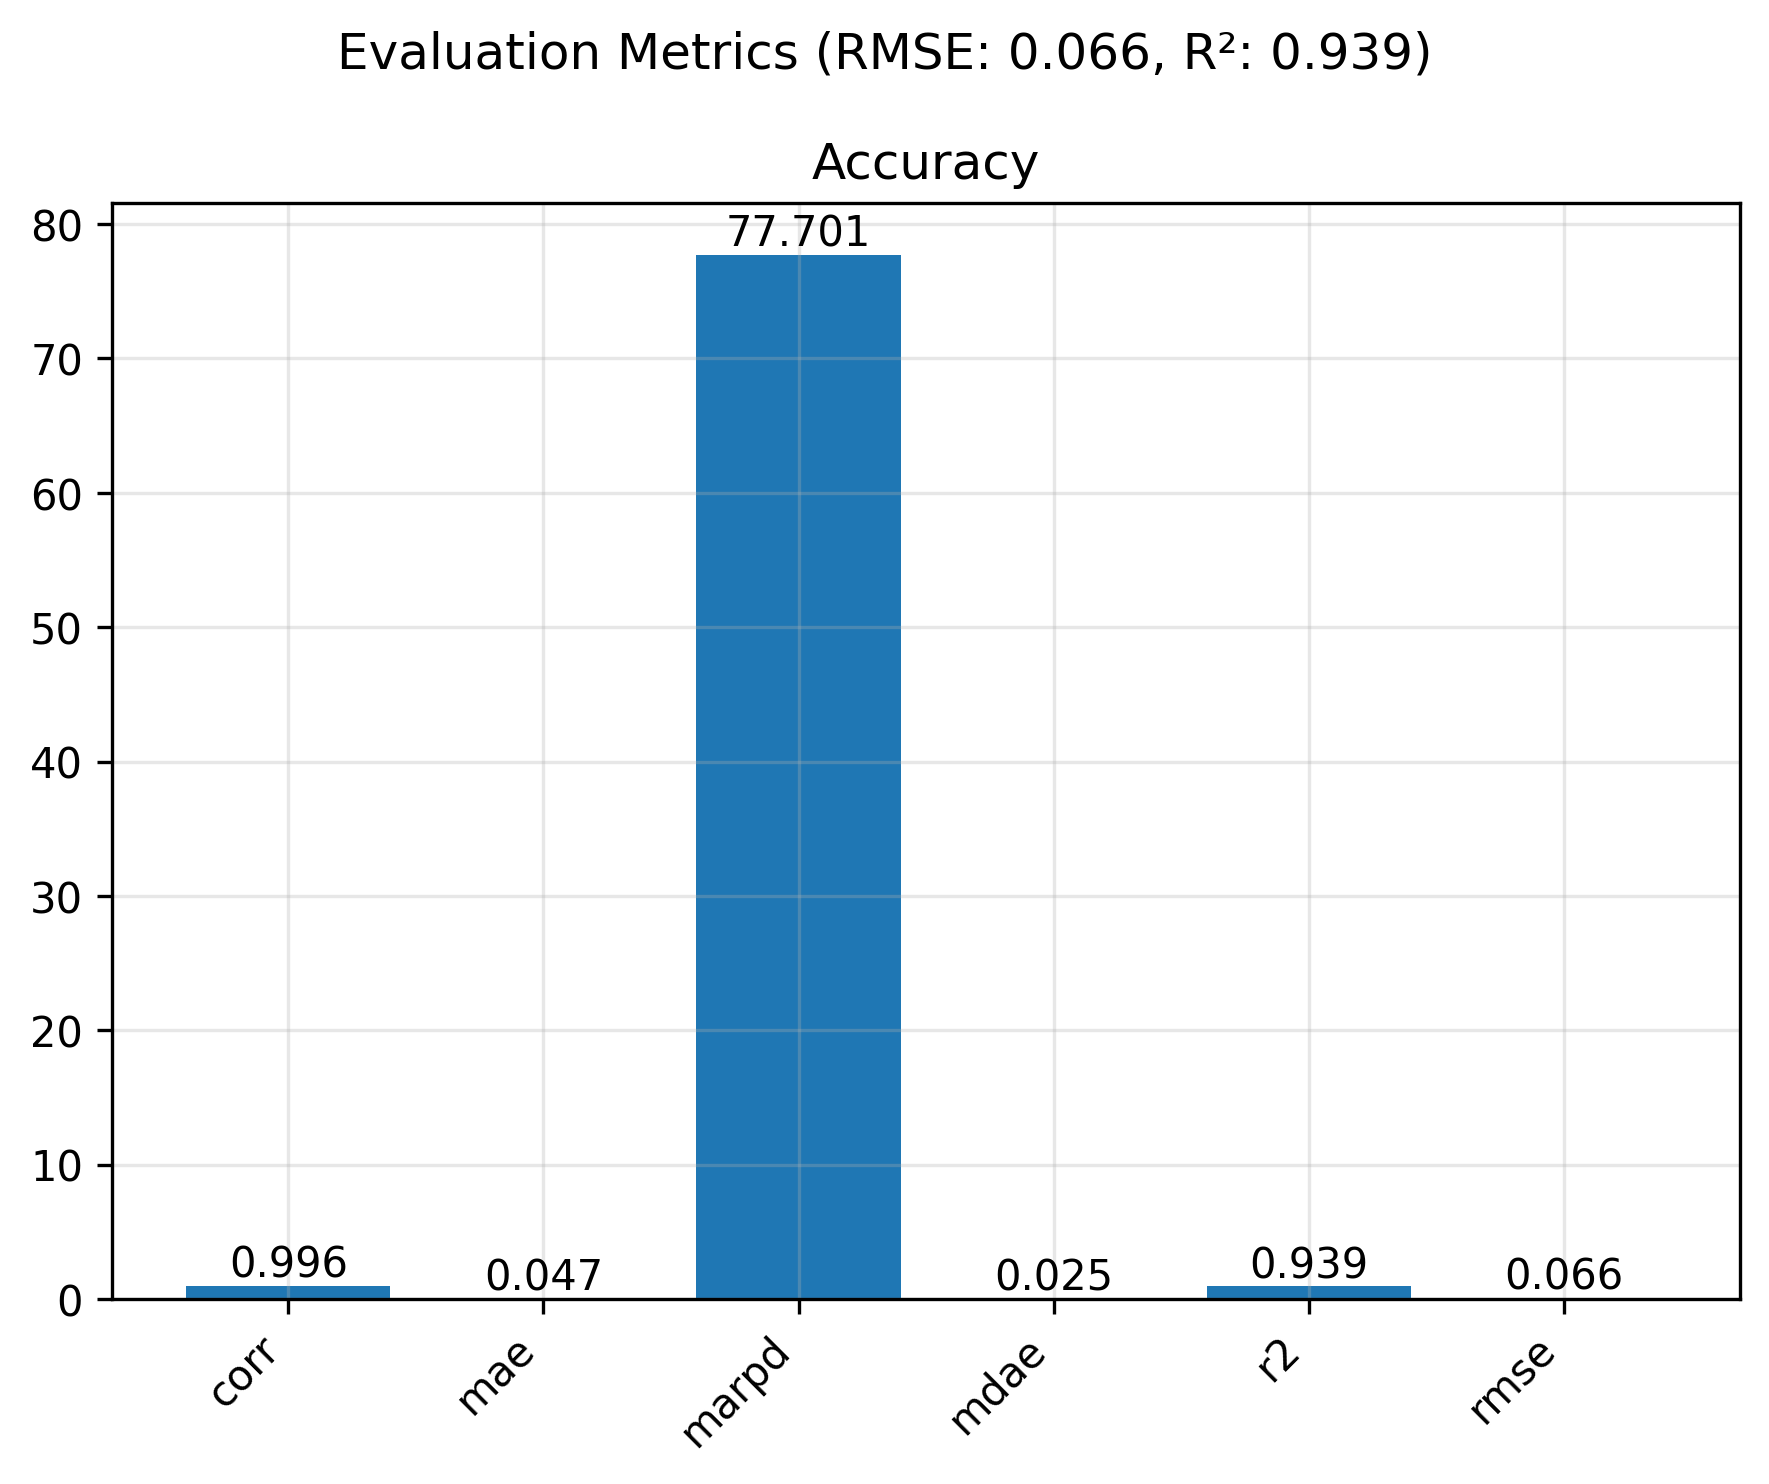 Evaluation Metrics (RMSE: 0.066, R²: 0.939)
Accuracy
80
70
60
50
40
30
20
10
0
0.996
0.047
77.701
0.025
0.939
0.066
corr
mae
marpd
mdae
r2
rmse